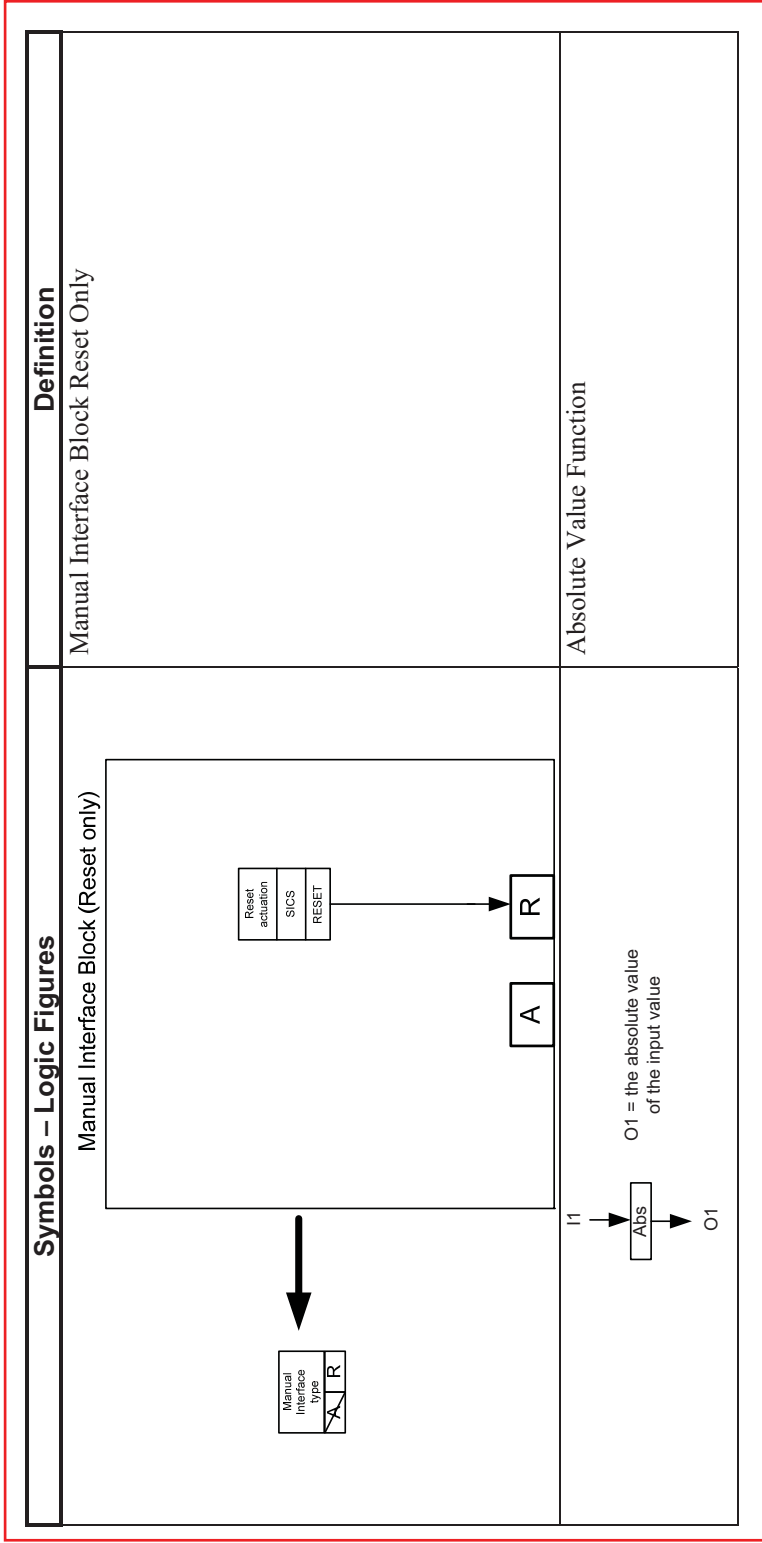 Symbols – Logic Figures
Definition
Manual Interface Block (Reset only)
Manual Interface Block Reset Only
Manual
Interface
type
A R
Reset
actuation
SICS
RESET
A
R
I1
Abs
O1
O1 = the absolute value
of the input value
Absolute Value Function